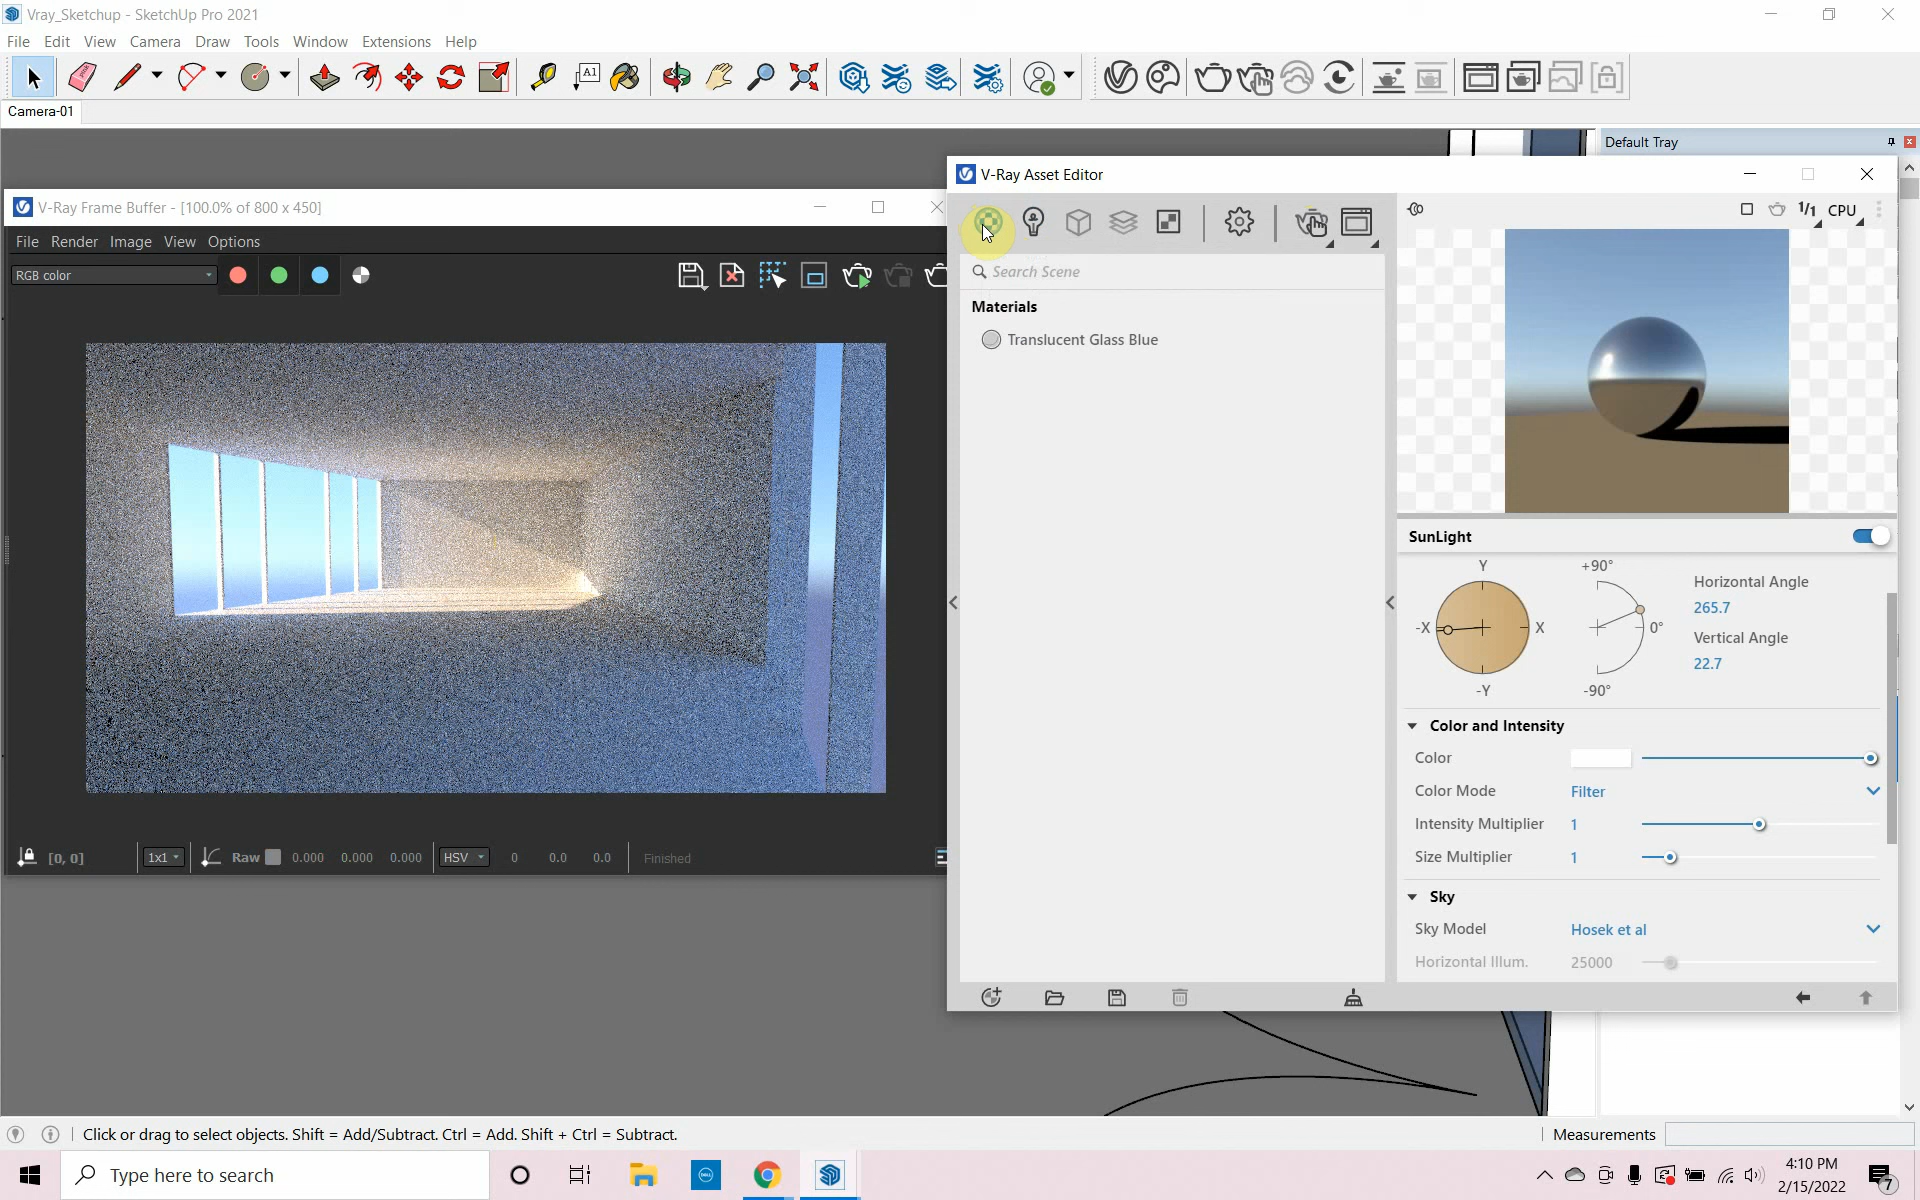 Vray_Sketchup - SketchUp Pro 2021
File Edit View Camera Draw Tools Window Extensions Help
A1
Camera-01
Default Tray
V-Ray Asset Editor
V-Ray Frame Buffer - [100.0% of 800 x 450]
1/1 CPU
File Render Image View Options
RGB color
Search Scene
Materials
Translucent Glass Blue
SunLight
Y
+90°
-X
X
0°
-Y
-90°
Horizontal Angle
265.7
Vertical Angle
22.7
Color and Intensity
Color
Color Mode Filter
Intensity Multiplier 1
Size Multiplier 1
Sky
Sky Model Hosek et al
Horizontal Illum. 25000
[0, 0] 1x1 Raw 0.000 0.000 0.000 HSV 0 0.0 0.0 Finished
Click or drag to select objects. Shift = Add/Subtract. Ctrl = Add. Shift + Ctrl = Subtract.
Measurements
Type here to search
DELL
4:10 PM
2/15/2022
7